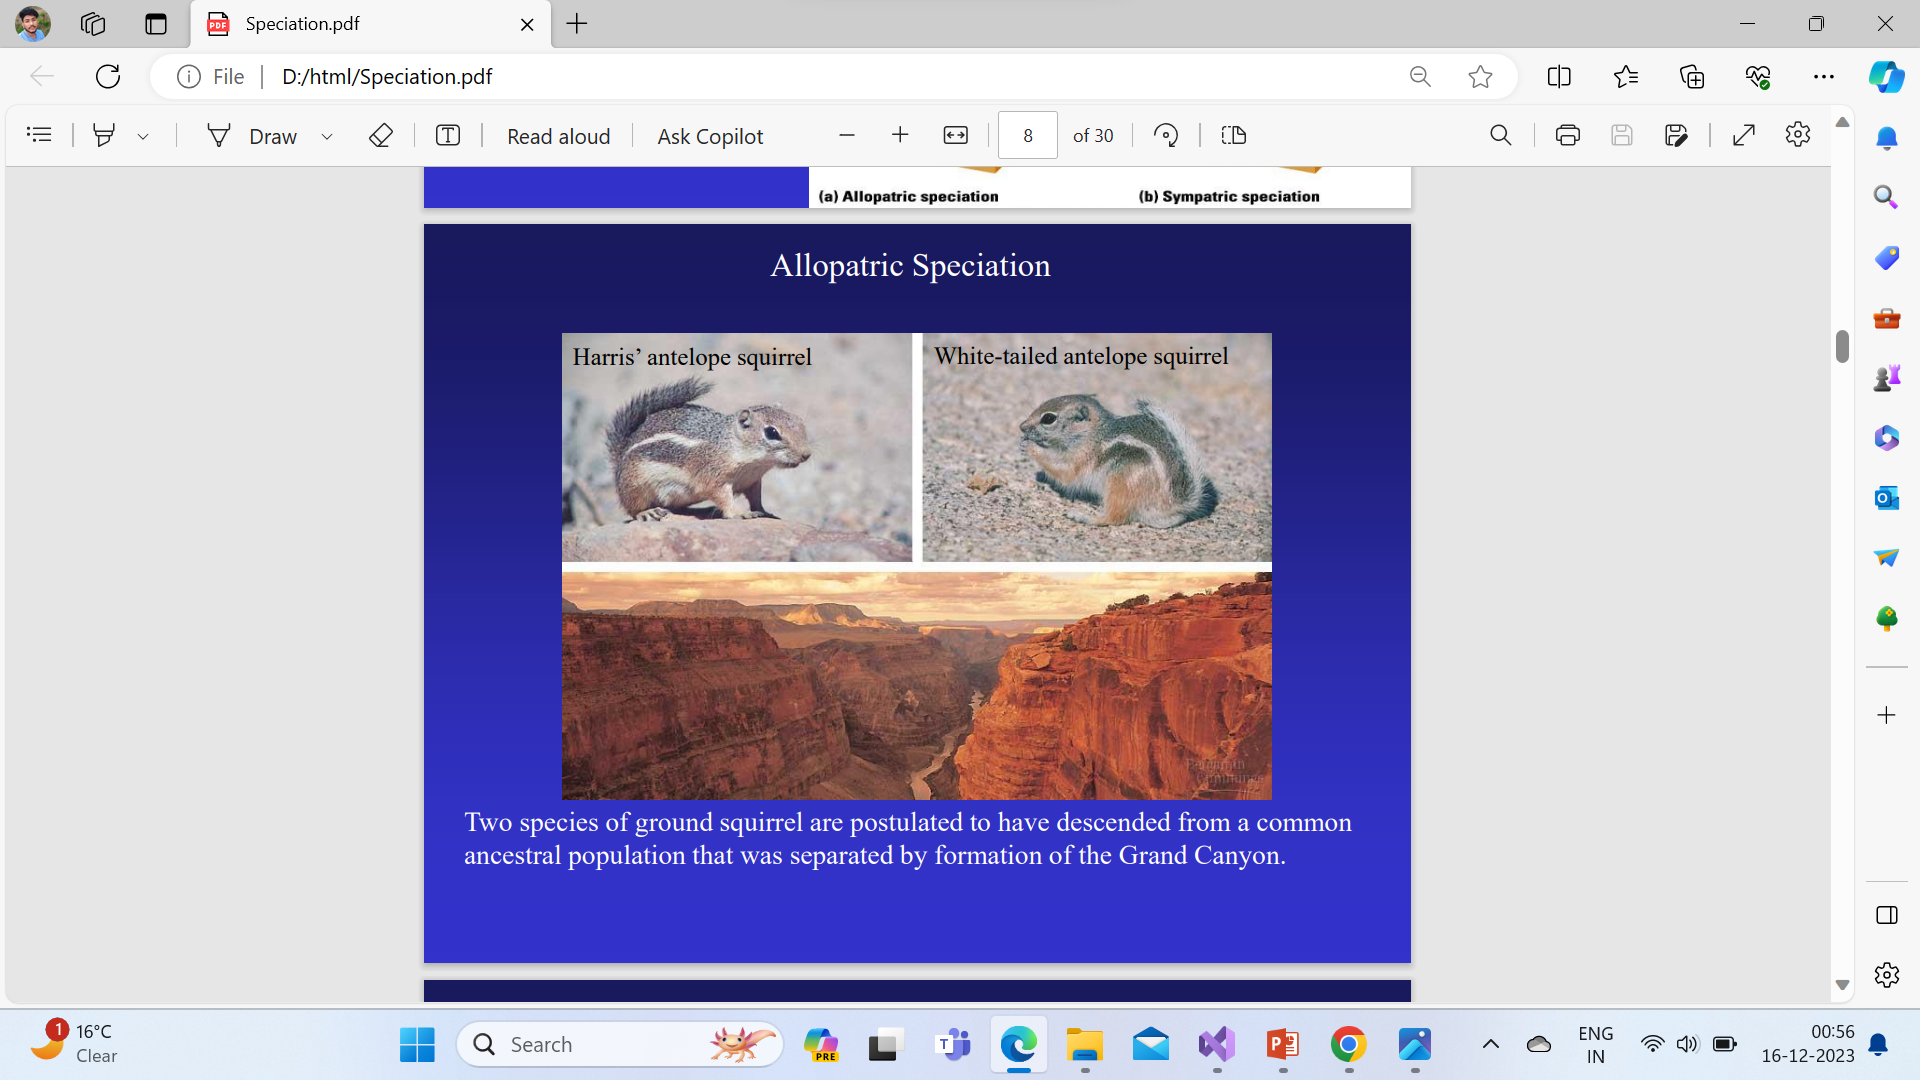 Speciation.pdf
File
D:/html/Speciation.pdf
Draw
Read aloud
Ask Copilot
8
of 30
(a) Allopatric speciation
(b) Sympatric speciation
Allopatric Speciation
Harris’ antelope squirrel
White-tailed antelope squirrel
Benjamin
Cummings
Two species of ground squirrel are postulated to have descended from a common
ancestral population that was separated by formation of the Grand Canyon.
1
16°C
Clear
Search
PRE
ENG
IN
00:56
16-12-2023